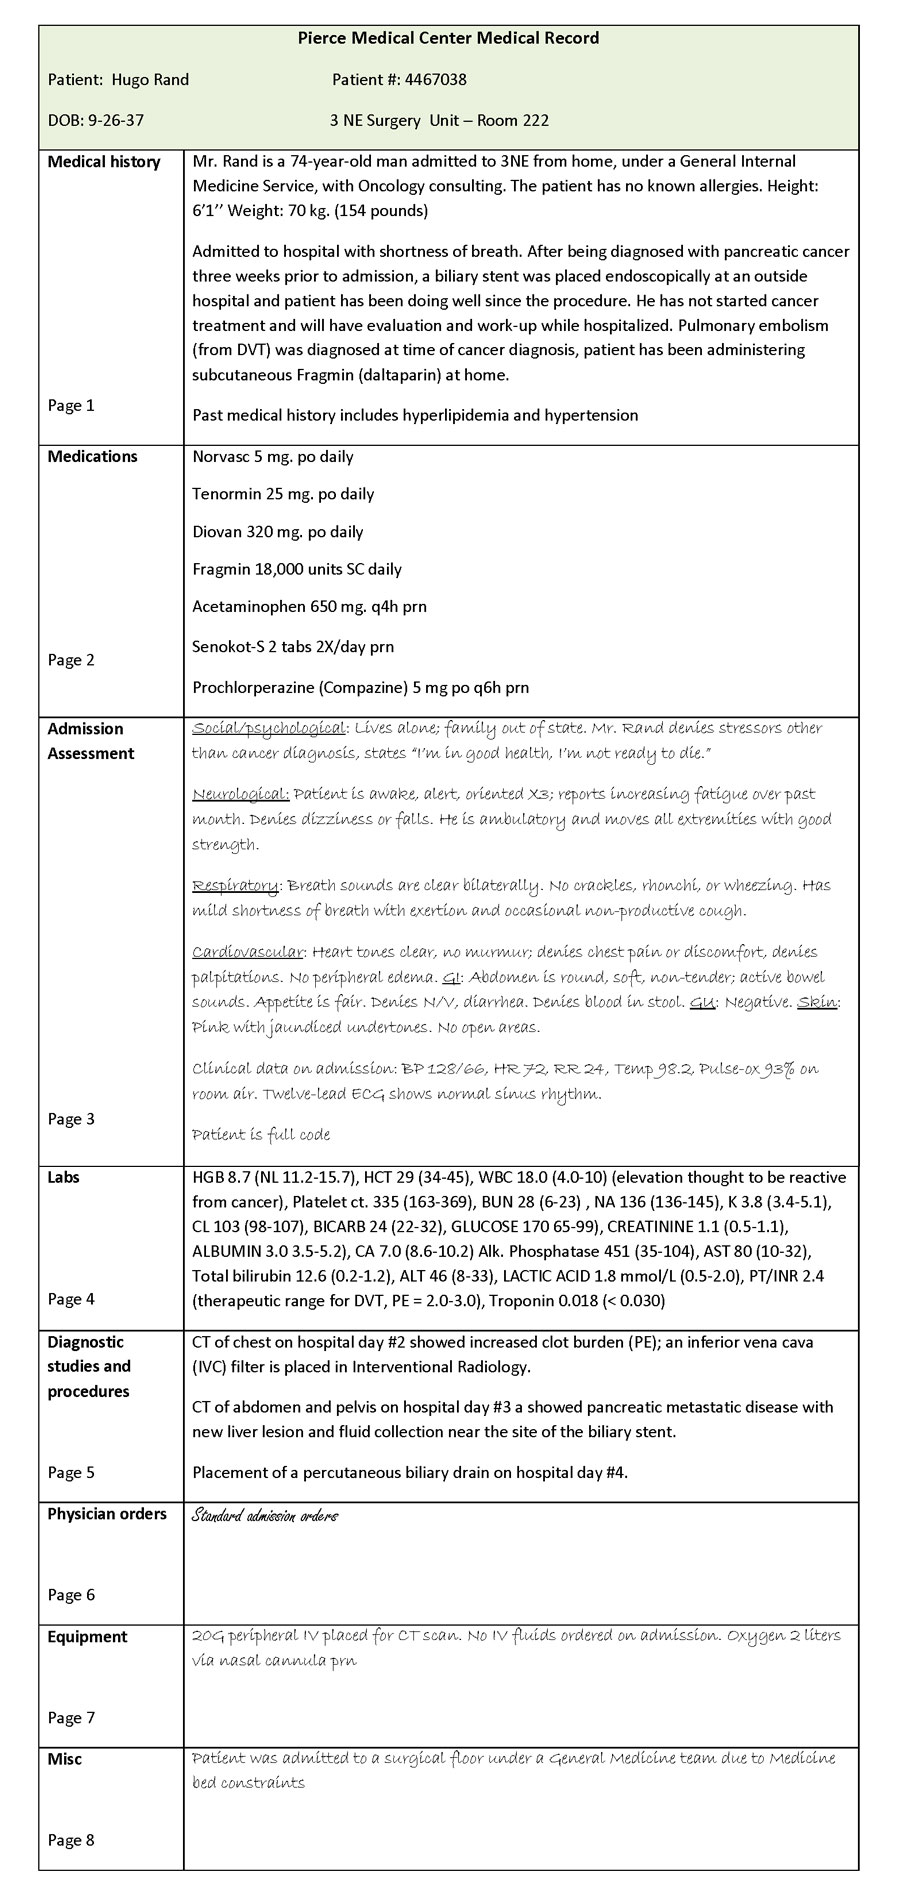 Pierce Medical Center Medical Record
Patient:  Hugo Rand    Patient #: 4467038
DOB: 9-26-37    3 NE Surgery  Unit – Room 222
Medical history
Mr. Rand is a 74-year-old man admitted to 3NE from home, under a General Internal
Medicine Service, with Oncology consulting. The patient has no known allergies. Height:
6’1’’ Weight: 70 kg. (154 pounds)
Admitted to hospital with shortness of breath. After being diagnosed with pancreatic cancer
three weeks prior to admission, a biliary stent was placed endoscopically at an outside
hospital and patient has been doing well since the procedure. He has not started cancer
treatment and will have evaluation and work-up while hospitalized. Pulmonary embolism
(from DVT) was diagnosed at time of cancer diagnosis, patient has been administering
subcutaneous Fragmin (daltaparin) at home.
Page 1
Past medical history includes hyperlipidemia and hypertension
Medications
Norvasc 5 mg. po daily
Tenormin 25 mg. po daily
Diovan 320 mg. po daily
Fragmin 18,000 units SC daily
Acetaminophen 650 mg. q4h prn
Senokot-S 2 tabs 2X/day prn
Page 2
Prochlorperazine (Compazine) 5 mg po q6h prn
Admission
Assessment
Social/psychological: Lives alone; family out of state. Mr. Rand denies stressors other
than cancer diagnosis, states “I’m in good health, I’m not ready to die.”
Neurological: Patient is awake, alert, oriented X3; reports increasing fatigue over past
month. Denies dizziness or falls. He is ambulatory and moves all extremities with good
strength.
Respiratory: Breath sounds are clear bilaterally. No crackles, rhonchi, or wheezing. Has
mild shortness of breath with exertion and occasional non-productive cough.
Cardiovascular: Heart tones clear, no murmur; denies chest pain or discomfort, denies
palpitations. No peripheral edema. GI: Abdomen is round, soft, non-tender; active bowel
sounds. Appetite is fair. Denies N/V, diarrhea. Denies blood in stool. GU: Negative. Skin:
Pink with jaundiced undertones. No open areas.
Clinical data on admission: BP 128/66, HR 72, RR 24, Temp 98.2, Pulse-ox 93% on
room air. Twelve-lead ECG shows normal sinus rhythm.
Page 3
Patient is full code
Labs
HGB 8.7 (NL 11.2-15.7), HCT 29 (34-45), WBC 18.0 (4.0-10) (elevation thought to be reactive
from cancer), Platelet ct. 335 (163-369), BUN 28 (6-23) , NA 136 (136-145), K 3.8 (3.4-5.1),
CL 103 (98-107), BICARB 24 (22-32), GLUCOSE 170 65-99), CREATININE 1.1 (0.5-1.1),
ALBUMIN 3.0 3.5-5.2), CA 7.0 (8.6-10.2) Alk. Phosphatase 451 (35-104), AST 80 (10-32),
Total bilirubin 12.6 (0.2-1.2), ALT 46 (8-33), LACTIC ACID 1.8 mmol/L (0.5-2.0), PT/INR 2.4
Page 4
(therapeutic range for DVT, PE = 2.0-3.0), Troponin 0.018 (< 0.030)
Diagnostic
studies and
procedures
CT of chest on hospital day #2 showed increased clot burden (PE); an inferior vena cava
(IVC) filter is placed in Interventional Radiology.
CT of abdomen and pelvis on hospital day #3 a showed pancreatic metastatic disease with
new liver lesion and fluid collection near the site of the biliary stent.
Page 5
Placement of a percutaneous biliary drain on hospital day #4.
Physician orders
Standard admission orders
Page 6
Equipment
20G peripheral IV placed for CT scan. No IV fluids ordered on admission. Oxygen 2 liters
via nasal cannula prn
Page 7
Misc
Patient was admitted to a surgical floor under a General Medicine team due to Medicine
bed constraints
Page 8